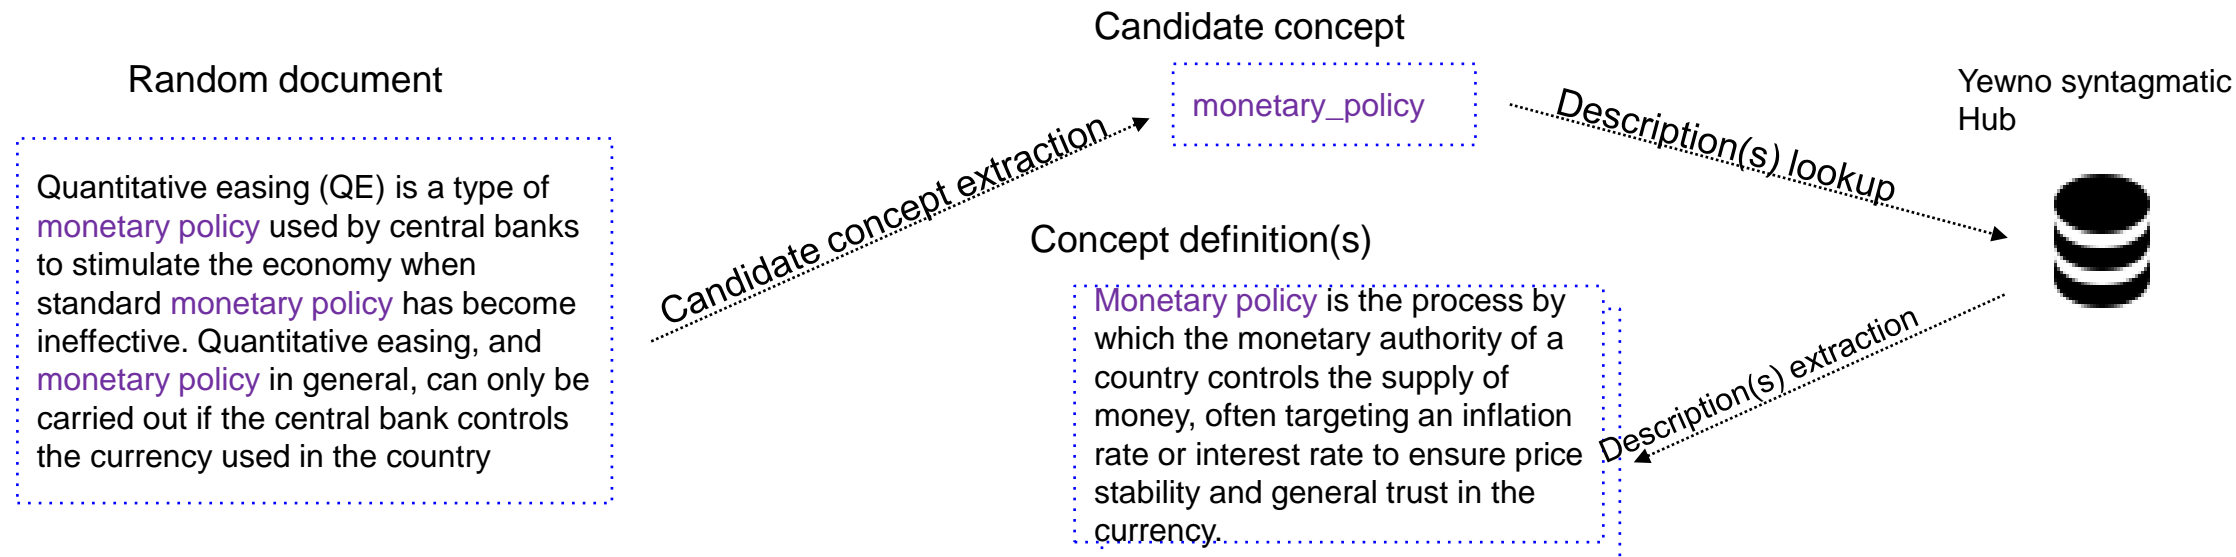 Random document
Quantitative easing (QE) is a type of
monetary policy used by central banks
to stimulate the economy when
standard monetary policy has become
ineffective. Quantitative easing, and
monetary policy in general, can only be
carried out if the central bank controls
the currency used in the country
Candidate concept extraction
Candidate concept
monetary_policy
Description(s) lookup
Yewno syntagmatic
Hub
Description(s) extraction
Concept definition(s)
Monetary policy is the process by
which the monetary authority of a
country controls the supply of
money, often targeting an inflation
rate or interest rate to ensure price
stability and general trust in the
currency.